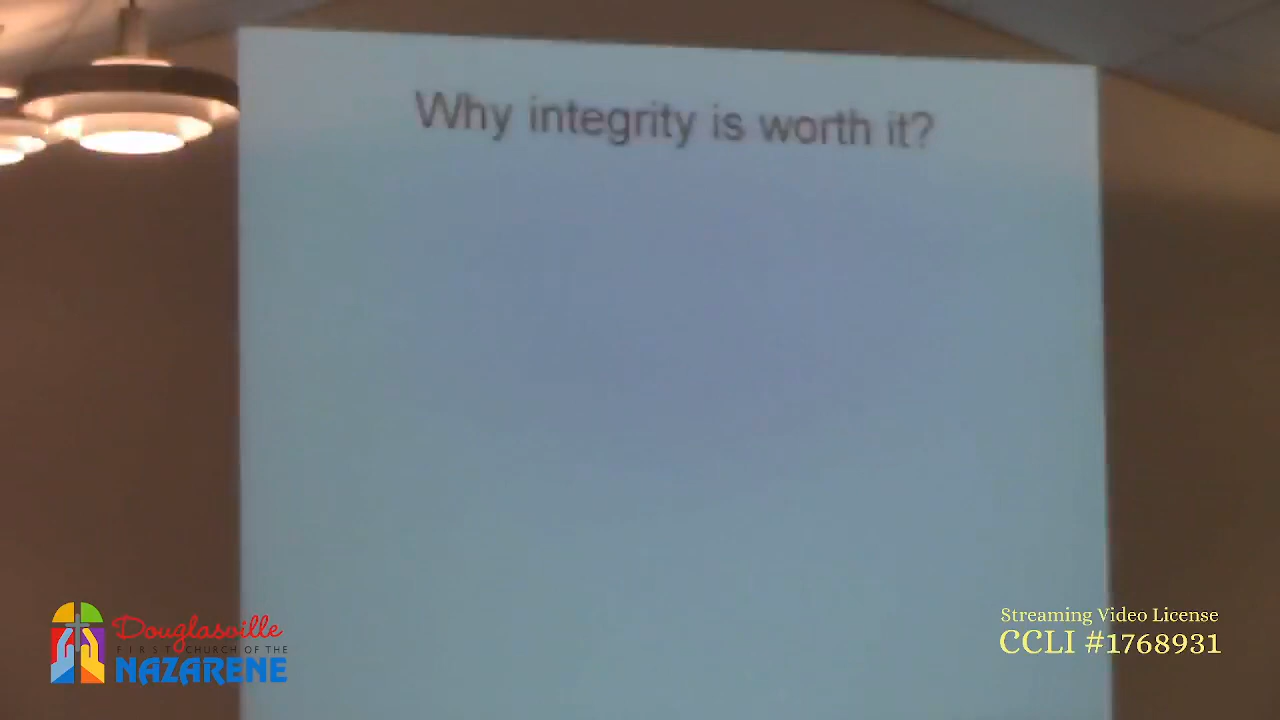 Why integrity is worth it?
Douglasville
FIRST CHURCH OF THE
NAZARENE
Streaming Video License
CCLI #1768931